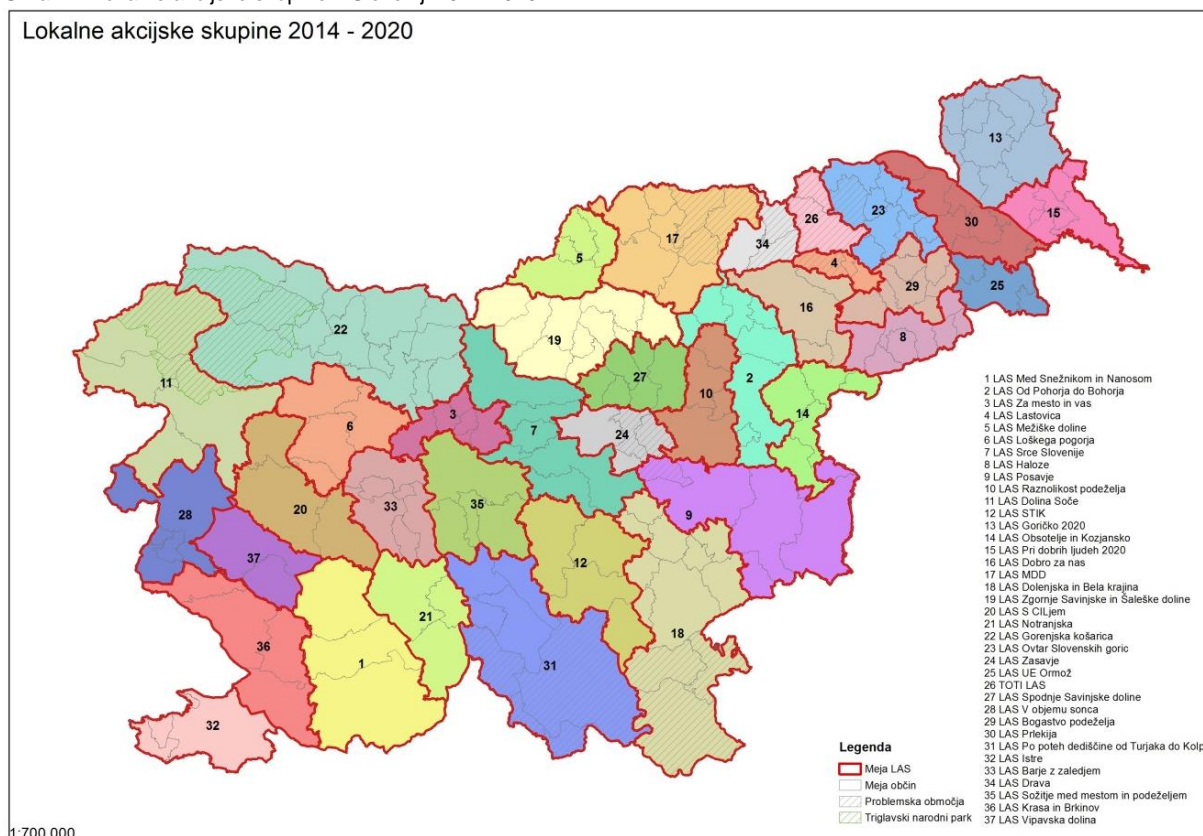 Lokalne akcijske skupine 2014 - 2020
13
15
26
23
30
17
34
5
4
29
25
16
22
19
8
11
27
2
10
14
6
3
7
24
28
20
33
35
9
37
12
21
18
36
1
31
32
1 LAS Med Snežnikom in Nanosom
2 LAS Od Pohorja do Bohorja
3 LAS Za mesto in vas
4 LAS Lastovica
5 LAS Mežiške doline
6 LAS Loškega pogorja
7 LAS Srce Slovenije
8 LAS Haloze
9 LAS Posavje
10 LAS Raznolikost podeželja
11 LAS Dolina Soče
12 LAS STIK
13 LAS Goričko 2020
14 LAS Obsotelje in Kozjansko
15 LAS Pri dobrih ljudeh 2020
16 LAS Dobro za nas
17 LAS MDD
18 LAS Dolenjska in Bela krajina
19 LAS Zgornje Savinjske in Šaleške doline
20 LAS S CILjem
21 LAS Notranjska
22 LAS Gorenjska košarica
23 LAS Ovtar Slovenskih goric
24 LAS Zasavje
25 LAS UE Ormož
26 TOTI LAS
27 LAS Spodnje Savinjske doline
28 LAS V objemu sonca
29 LAS Bogastvo podeželja
30 LAS Prlekija
31 LAS Po poteh dediščine od Turjaka do Kolp
32 LAS Istre
33 LAS Barje z zaledjem
34 LAS Drava
35 LAS Sožitje med mestom in podeželjem
36 LAS Krasa in Brkinov
37 LAS Vipavska dolina
Legenda
Meja LAS
Meja občin
Problemska območja
Triglavski narodni park
1:700.000